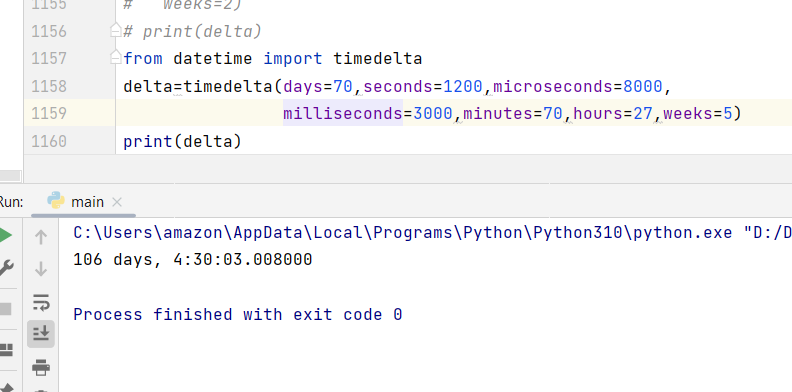 1155 #   weeks=2)
1156 # print(delta)
1157 from datetime import timedelta
1158 delta=timedelta(days=70,seconds=1200,microseconds=8000,
1159 milliseconds=3000,minutes=70,hours=27,weeks=5)
1160 print(delta)
Run: main
C:\Users\amazon\AppData\Local\Programs\Python\Python310\python.exe "D:/D
106 days, 4:30:03.008000
Process finished with exit code 0